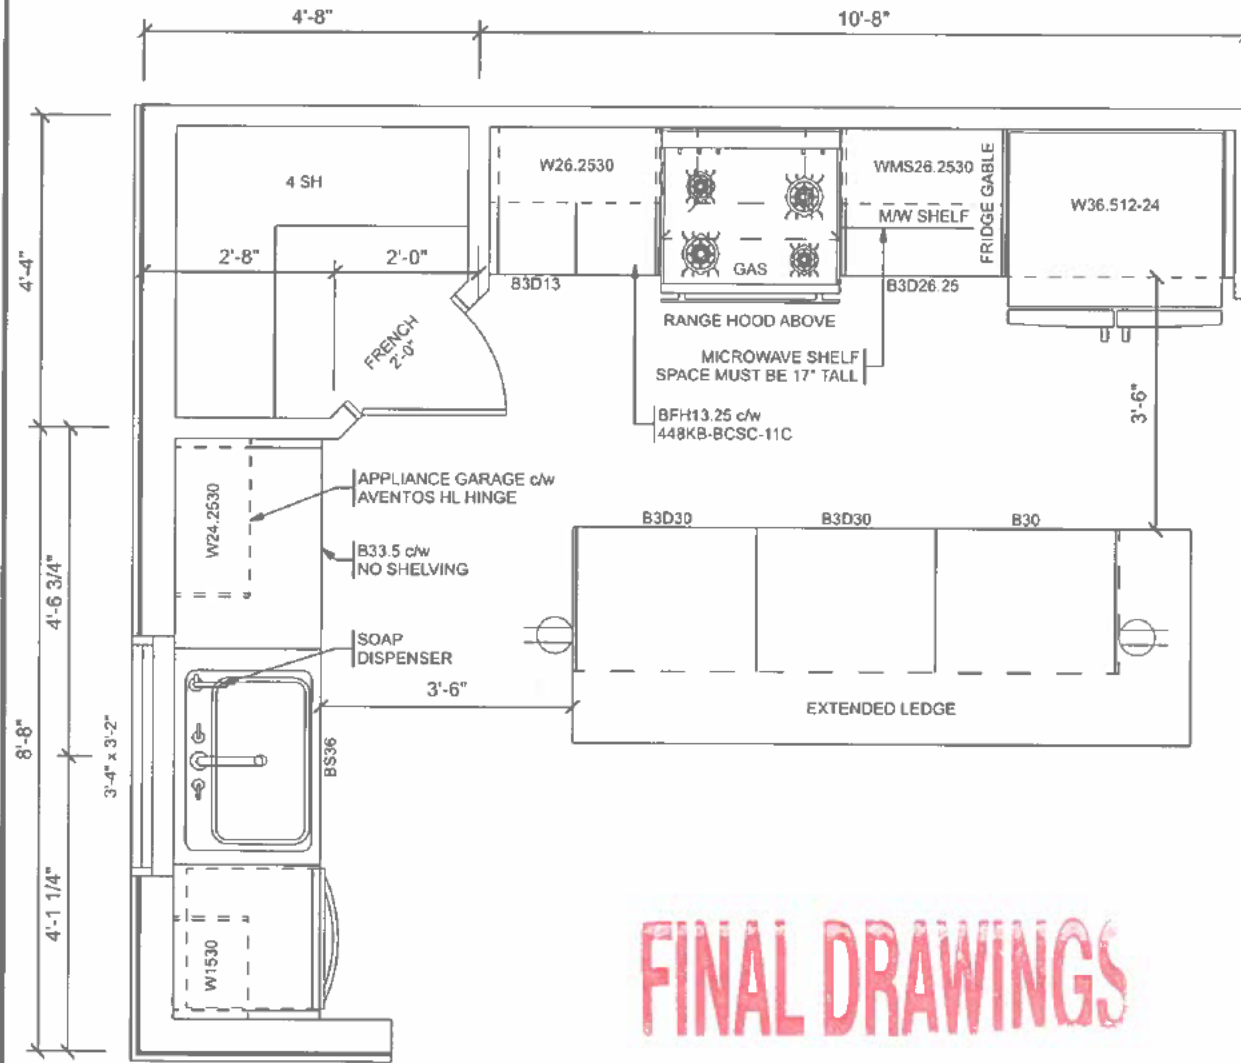 4'-8"
10'-8"
4'-4"
4 SH
2'-8"
2'-0"
FRENCH
2'-0"
W26.2530
B3D13
GAS
WMS26.2530
M/W SHELF
FRIDGE GABLE
B3D26.25
W36.512-24
RANGE HOOD ABOVE
MICROWAVE SHELF
SPACE MUST BE 17" TALL
BFH13.25 c/w
448KB-BCSC-11C
3'-6"
W24.2530
APPLIANCE GARAGE c/w
AVENTOS HL HINGE
B33.5 c/w
NO SHELVING
B3D30
B3D30
B30
4'-6 3/4"
SOAP
DISPENSER
3'-6"
EXTENDED LEDGE
8'-8"
3'-4" x 3'-2"
BS36
4'-1 1/4"
W1530
FINAL DRAWINGS